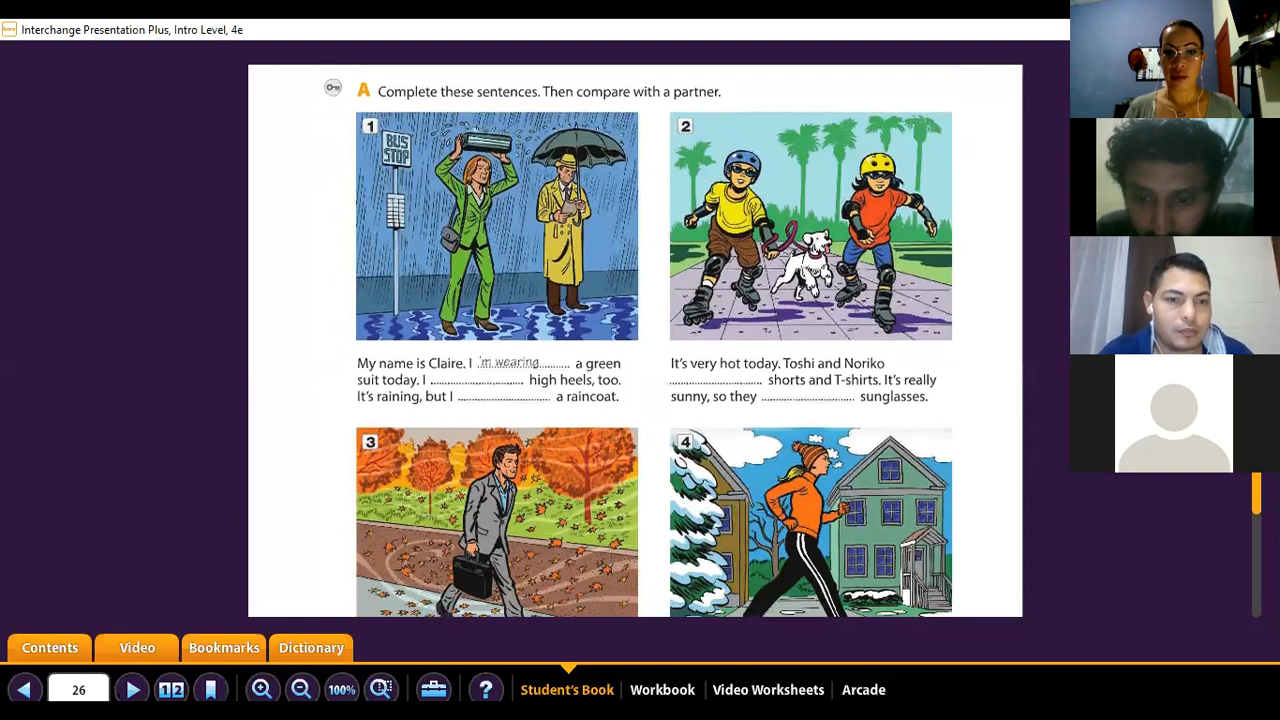 Interchange Presentation Plus, Intro Level, 4e
A Complete these sentences. Then compare with a partner.
1
BUS
STOP
2
My name is Claire. I 'm wearing a green
suit today. I ........................... high heels, too.
It's raining, but I ........................... a raincoat.
It's very hot today. Toshi and Noriko
........................... shorts and T-shirts. It's really
sunny, so they ........................... sunglasses.
3
4
Contents
Video
Bookmarks
Dictionary
26
1 2
100%
?
Student's Book
Workbook
Video Worksheets
Arcade